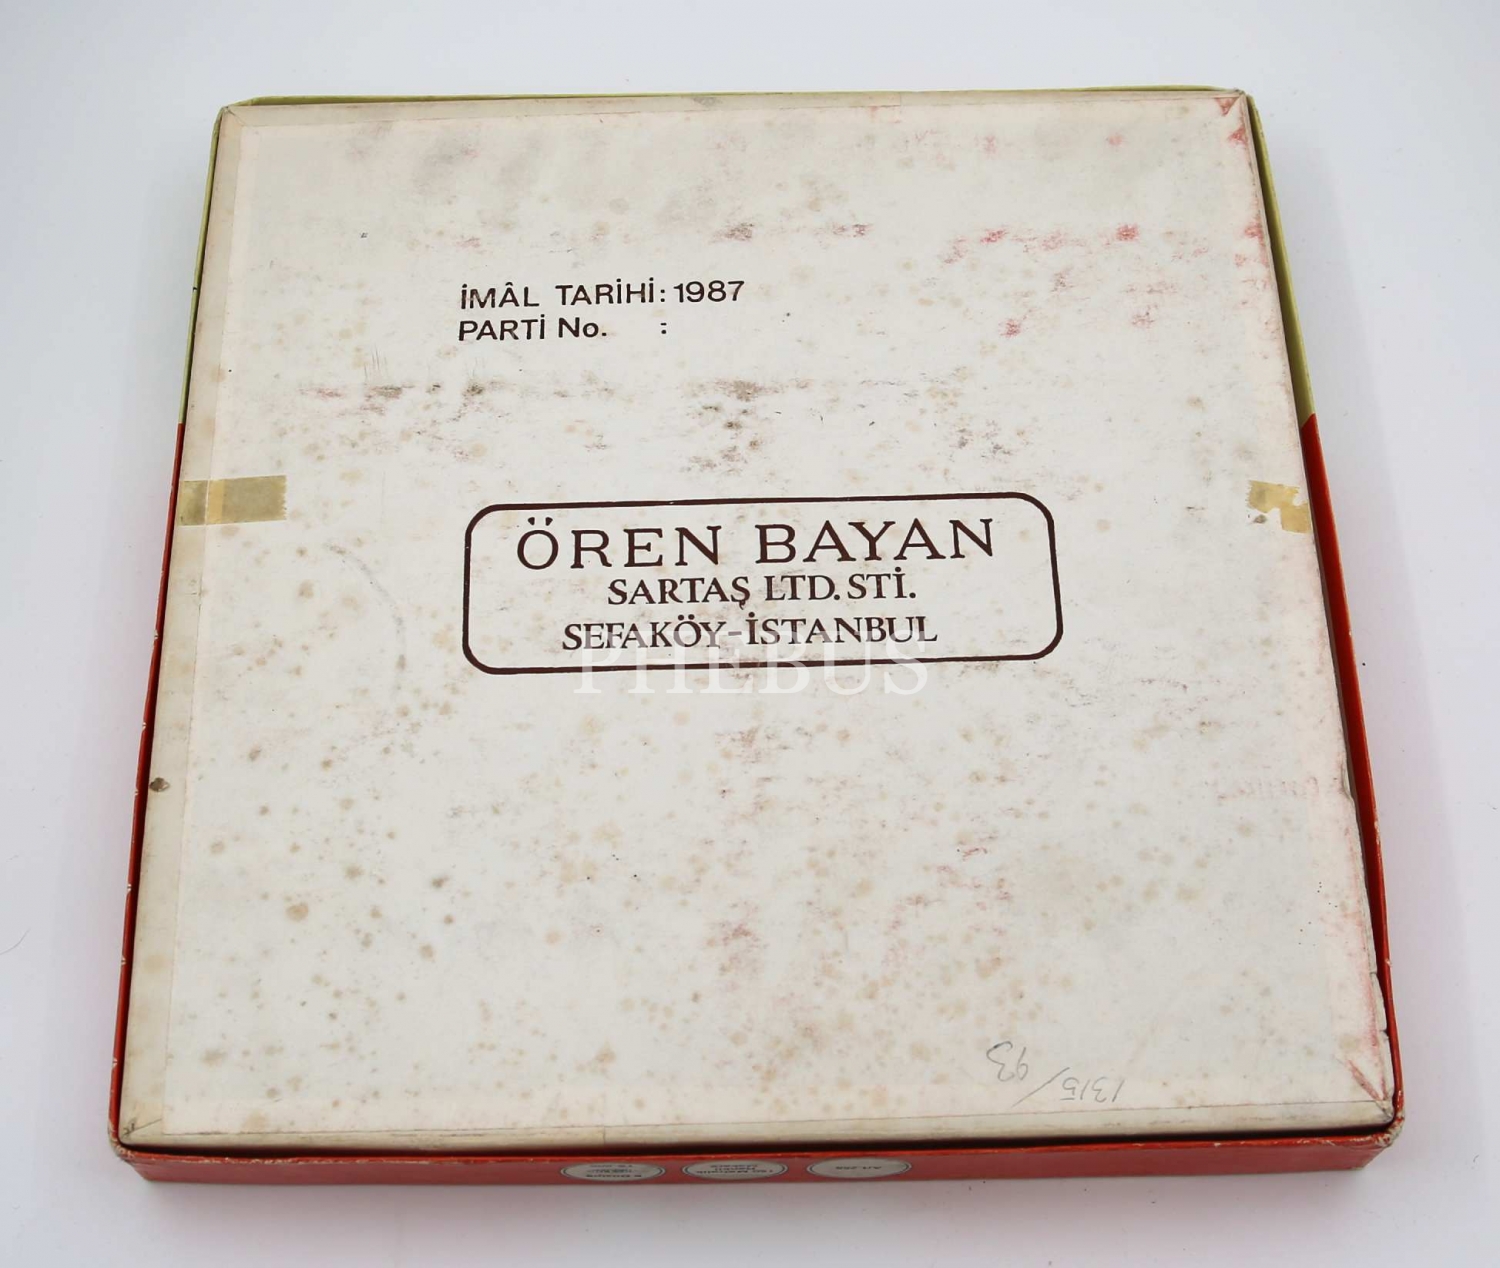 İMÂL TARİHİ: 1987
PARTİ No. :
ÖREN BAYAN
SARTAŞ LTD. STİ.
SEFAKÖY-İSTANBUL
PHEBUS
1315/93